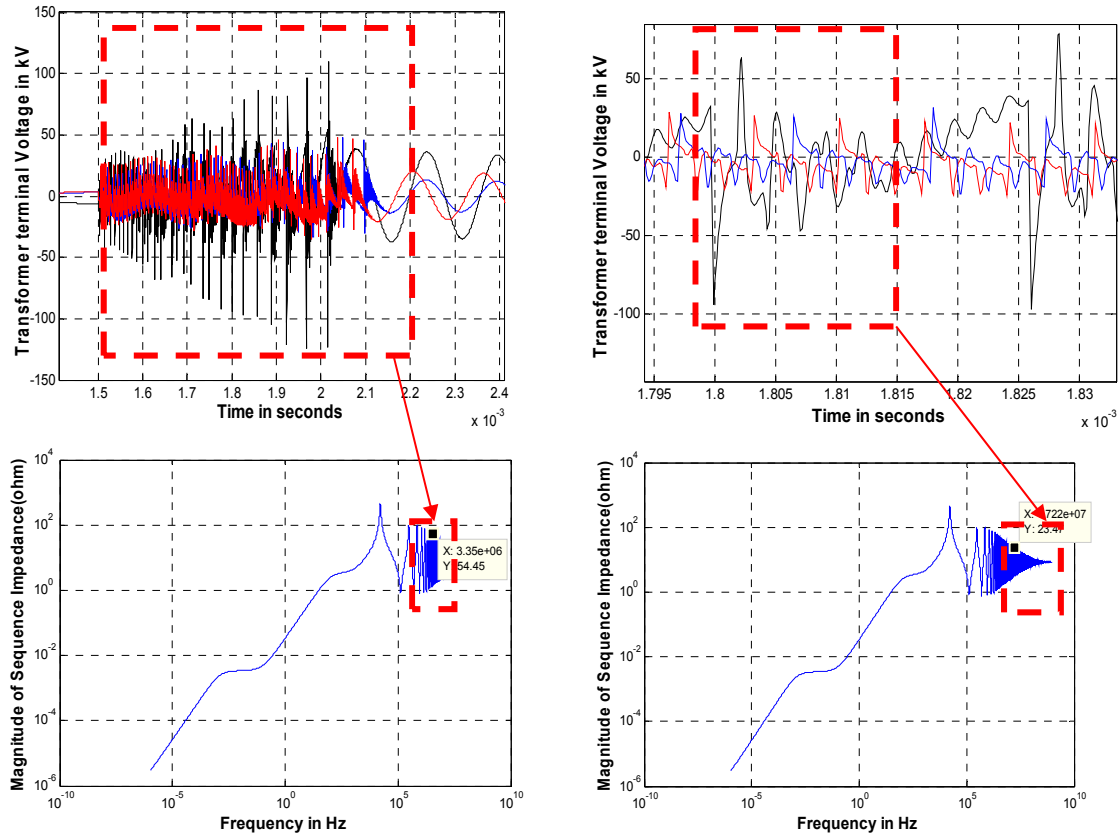 Transformer terminal Voltage in kV
150
100
50
0
-50
-100
-150
1.5 1.6 1.7 1.8 1.9 2 2.1 2.2 2.3 2.4
Time in seconds
x 10⁻³
Transformer terminal Voltage in kV
50
0
-50
-100
1.795 1.8 1.805 1.81 1.815 1.82 1.825 1.83
Time in seconds
x 10⁻³
Magnitude of Sequence Impedance(ohm)
10⁴
10²
10⁰
10⁻²
10⁻⁴
10⁻⁶
X: 3.35e+06
Y: 54.45
10⁻¹⁰ 10⁻⁵ 10⁰ 10⁵ 10¹⁰
Frequency in Hz
Magnitude of Sequence Impedance(ohm)
10⁴
10²
10⁰
10⁻²
10⁻⁴
10⁻⁶
X: 722e+07
Y: 23.47
10⁻¹⁰ 10⁻⁵ 10⁰ 10⁵ 10¹⁰
Frequency in Hz